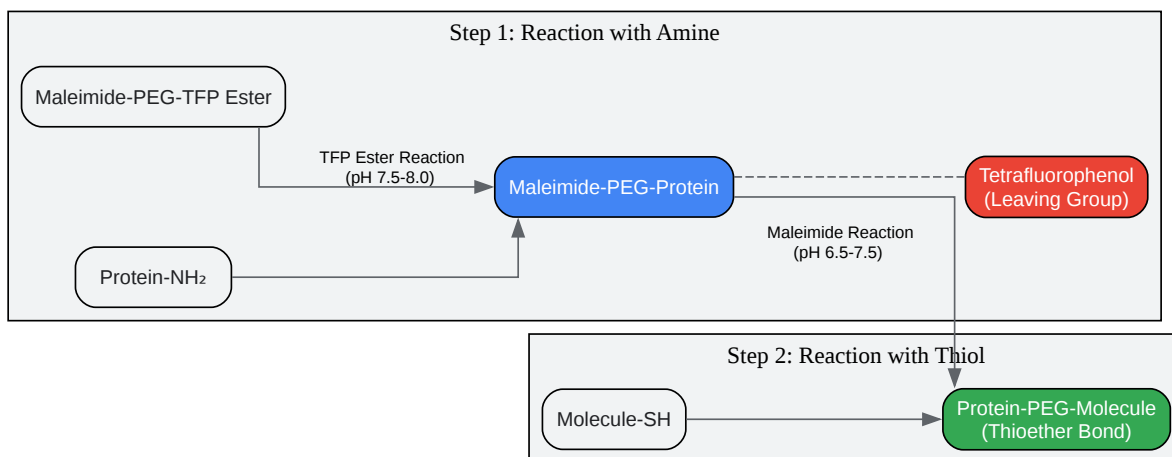 Step 1: Reaction with Amine
Maleimide-PEG-TFP Ester
TFP Ester Reaction
(pH 7.5-8.0)
Maleimide-PEG-Protein
Tetrafluorophenol
(Leaving Group)
Maleimide Reaction
(pH 6.5-7.5)
Protein-NH₂
Step 2: Reaction with Thiol
Molecule-SH
Protein-PEG-Molecule
(Thioether Bond)